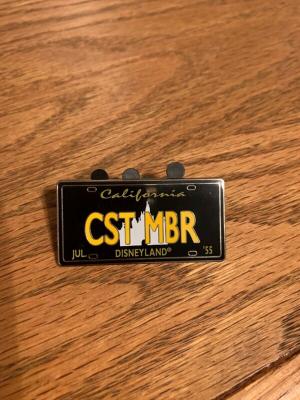 California
CST MBR
JUL DISNEYLAND® '55